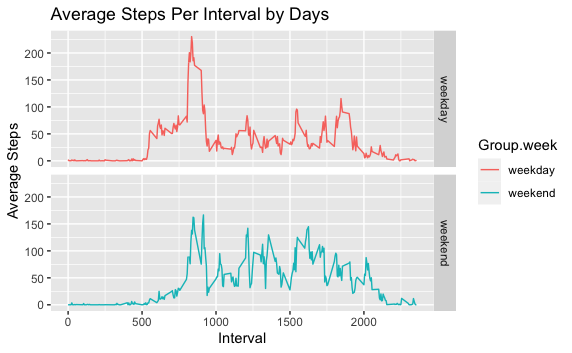 Average Steps Per Interval by Days
Average Steps
200
150
100
50
0
weekday
200
150
100
50
0
weekend
0
500
1000
1500
2000
Interval
Group.week
weekday
weekend